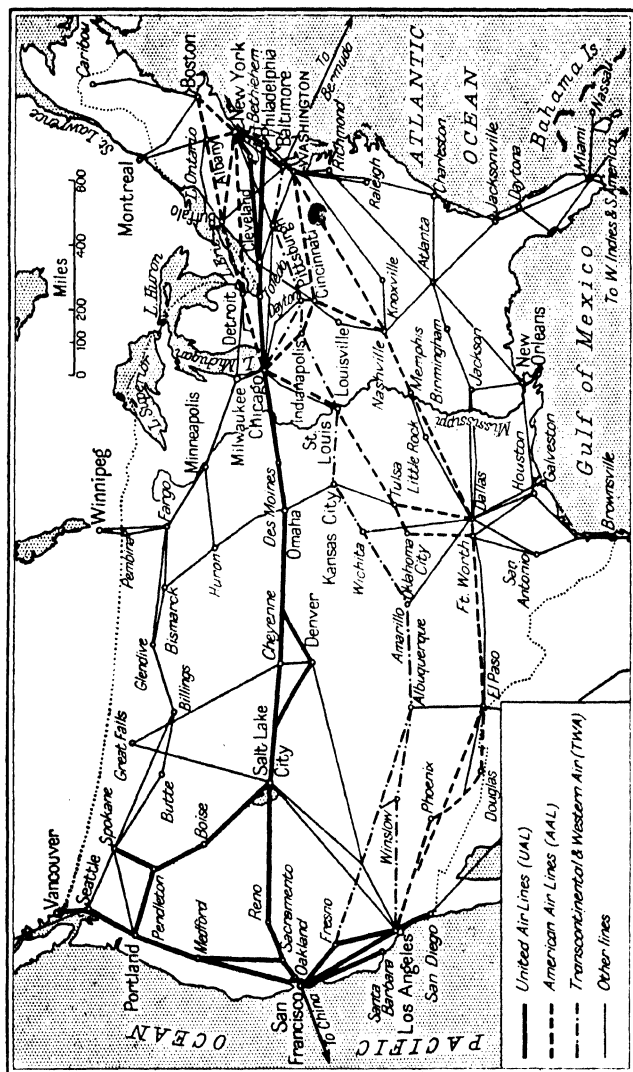 Vancouver
Seattle
Spokane
Portland
Pendleton
Medford
Boise
Butte
Great Falls
Billings
Glendive
Bismarck
Pembina
Winnipeg
Fargo
Huron
Minneapolis
Milwaukee
Chicago
L. Superior
L. Michigan
L. Huron
Detroit
Buffalo
L. Ontario
L. Erie
Montreal
St. Lawrence
Caribou
Boston
Albany
New York
Bethlehem
Philadelphia
Baltimore
WASHINGTON
Richmond
Raleigh
Charleston
Jacksonville
Daytona
Miami
Nassau
Bahama Is
To
Bermuda
ATLANTIC
OCEAN
To W. Indies & S. America
Miles
0 200 400 600
Cleveland
Toledo
Pittsburgh
Dayton
Cincinnati
Indianapolis
Louisville
Nashville
Knoxville
Atlanta
Memphis
Birmingham
Jackson
Mississippi
New
Orleans
Gulf of Mexico
Des Moines
Omaha
Cheyenne
Denver
Salt Lake
City
Reno
Sacramento
Oakland
San
Francisco
To China
Fresno
Santa
Barbara
Los Angeles
San Diego
PACIFIC
OCEAN
Winslow
Phoenix
Douglas
El Paso
Albuquerque
Amarillo
Oklahoma
City
Tulsa
Wichita
Kansas City
St.
Louis
Little Rock
Ft. Worth
Dallas
San
Antonio
Houston
Galveston
Brownsville
United Air Lines (UAL)
American Air Lines (AAL)
Transcontinental & Western Air (TWA)
Other lines